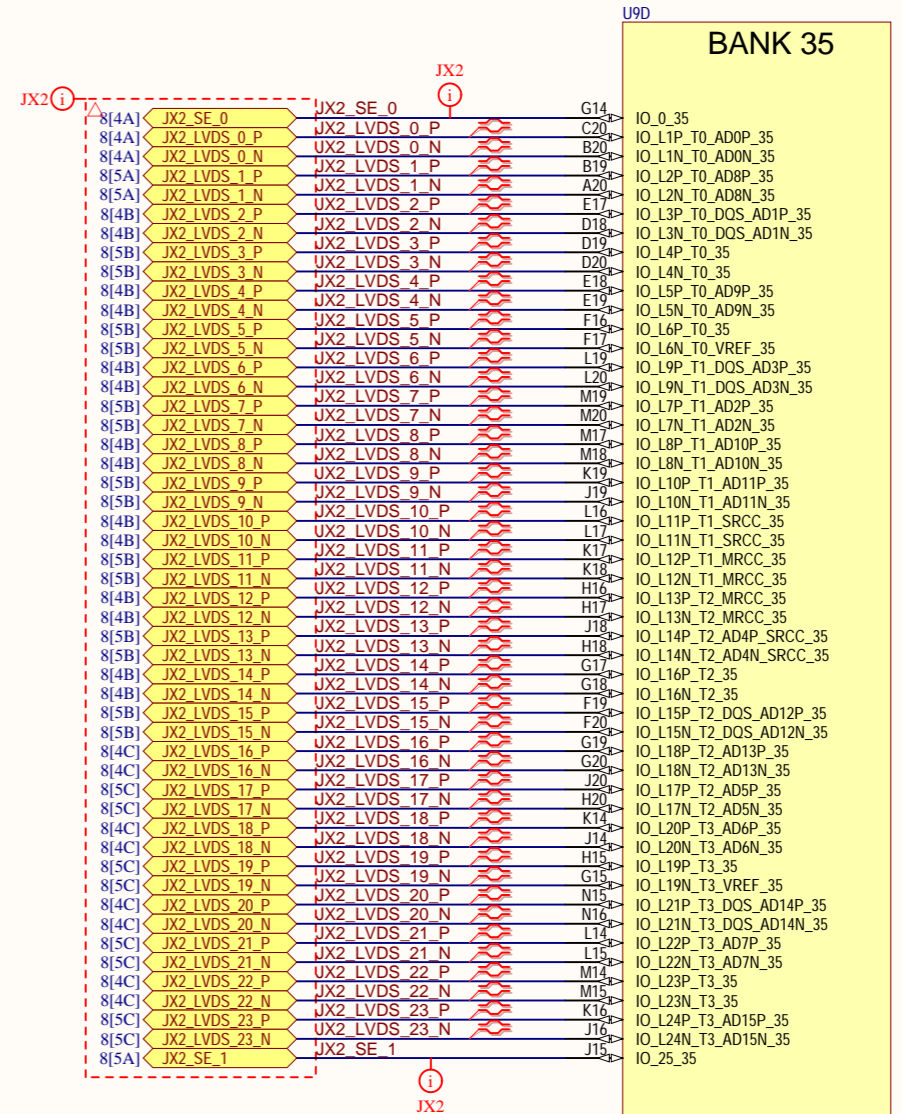 U9D
BANK 35
JX2
JX2
8[4A] JX2_SE_0 JX2_SE_0 G14 IO_0_35
8[4A] JX2_LVDS_0_P JX2_LVDS_0_P C20 IO_L1P_T0_AD0P_35
8[4A] JX2_LVDS_0_N JX2_LVDS_0_N B20 IO_L1N_T0_AD0N_35
8[5A] JX2_LVDS_1_P JX2_LVDS_1_P B19 IO_L2P_T0_AD8P_35
8[5A] JX2_LVDS_1_N JX2_LVDS_1_N A20 IO_L2N_T0_AD8N_35
8[4B] JX2_LVDS_2_P JX2_LVDS_2_P E17 IO_L3P_T0_DQS_AD1P_35
8[4B] JX2_LVDS_2_N JX2_LVDS_2_N D18 IO_L3N_T0_DQS_AD1N_35
8[5B] JX2_LVDS_3_P JX2_LVDS_3_P D19 IO_L4P_T0_35
8[5B] JX2_LVDS_3_N JX2_LVDS_3_N D20 IO_L4N_T0_35
8[4B] JX2_LVDS_4_P JX2_LVDS_4_P E18 IO_L5P_T0_AD9P_35
8[4B] JX2_LVDS_4_N JX2_LVDS_4_N E19 IO_L5N_T0_AD9N_35
8[5B] JX2_LVDS_5_P JX2_LVDS_5_P F16 IO_L6P_T0_35
8[5B] JX2_LVDS_5_N JX2_LVDS_5_N F17 IO_L6N_T0_VREF_35
8[4B] JX2_LVDS_6_P JX2_LVDS_6_P L19 IO_L9P_T1_DQS_AD3P_35
8[4B] JX2_LVDS_6_N JX2_LVDS_6_N L20 IO_L9N_T1_DQS_AD3N_35
8[5B] JX2_LVDS_7_P JX2_LVDS_7_P M19 IO_L7P_T1_AD2P_35
8[5B] JX2_LVDS_7_N JX2_LVDS_7_N M20 IO_L7N_T1_AD2N_35
8[4B] JX2_LVDS_8_P JX2_LVDS_8_P M17 IO_L8P_T1_AD10P_35
8[4B] JX2_LVDS_8_N JX2_LVDS_8_N M18 IO_L8N_T1_AD10N_35
8[5B] JX2_LVDS_9_P JX2_LVDS_9_P K19 IO_L10P_T1_AD11P_35
8[5B] JX2_LVDS_9_N JX2_LVDS_9_N J19 IO_L10N_T1_AD11N_35
8[4B] JX2_LVDS_10_P JX2_LVDS_10_P L16 IO_L11P_T1_SRCC_35
8[4B] JX2_LVDS_10_N JX2_LVDS_10_N L17 IO_L11N_T1_SRCC_35
8[5B] JX2_LVDS_11_P JX2_LVDS_11_P K17 IO_L12P_T1_MRCC_35
8[5B] JX2_LVDS_11_N JX2_LVDS_11_N K18 IO_L12N_T1_MRCC_35
8[4B] JX2_LVDS_12_P JX2_LVDS_12_P H16 IO_L13P_T2_MRCC_35
8[4B] JX2_LVDS_12_N JX2_LVDS_12_N H17 IO_L13N_T2_MRCC_35
8[5B] JX2_LVDS_13_P JX2_LVDS_13_P J18 IO_L14P_T2_AD4P_SRCC_35
8[5B] JX2_LVDS_13_N JX2_LVDS_13_N H18 IO_L14N_T2_AD4N_SRCC_35
8[4B] JX2_LVDS_14_P JX2_LVDS_14_P G17 IO_L16P_T2_35
8[4B] JX2_LVDS_14_N JX2_LVDS_14_N G18 IO_L16N_T2_35
8[5B] JX2_LVDS_15_P JX2_LVDS_15_P F19 IO_L15P_T2_DQS_AD12P_35
8[5B] JX2_LVDS_15_N JX2_LVDS_15_N F20 IO_L15N_T2_DQS_AD12N_35
8[4C] JX2_LVDS_16_P JX2_LVDS_16_P G19 IO_L18P_T2_AD13P_35
8[4C] JX2_LVDS_16_N JX2_LVDS_16_N G20 IO_L18N_T2_AD13N_35
8[5C] JX2_LVDS_17_P JX2_LVDS_17_P J20 IO_L17P_T2_AD5P_35
8[5C] JX2_LVDS_17_N JX2_LVDS_17_N H20 IO_L17N_T2_AD5N_35
8[4C] JX2_LVDS_18_P JX2_LVDS_18_P K14 IO_L20P_T3_AD6P_35
8[4C] JX2_LVDS_18_N JX2_LVDS_18_N J14 IO_L20N_T3_AD6N_35
8[5C] JX2_LVDS_19_P JX2_LVDS_19_P H15 IO_L19P_T3_35
8[5C] JX2_LVDS_19_N JX2_LVDS_19_N G15 IO_L19N_T3_VREF_35
8[4C] JX2_LVDS_20_P JX2_LVDS_20_P N15 IO_L21P_T3_DQS_AD14P_35
8[4C] JX2_LVDS_20_N JX2_LVDS_20_N N16 IO_L21N_T3_DQS_AD14N_35
8[5C] JX2_LVDS_21_P JX2_LVDS_21_P L14 IO_L22P_T3_AD7P_35
8[5C] JX2_LVDS_21_N JX2_LVDS_21_N L15 IO_L22N_T3_AD7N_35
8[4C] JX2_LVDS_22_P JX2_LVDS_22_P M14 IO_L23P_T3_35
8[4C] JX2_LVDS_22_N JX2_LVDS_22_N M15 IO_L23N_T3_35
8[5C] JX2_LVDS_23_P JX2_LVDS_23_P K16 IO_L24P_T3_AD15P_35
8[5C] JX2_LVDS_23_N JX2_LVDS_23_N J16 IO_L24N_T3_AD15N_35
8[5A] JX2_SE_1 JX2_SE_1 J15 IO_25_35
JX2